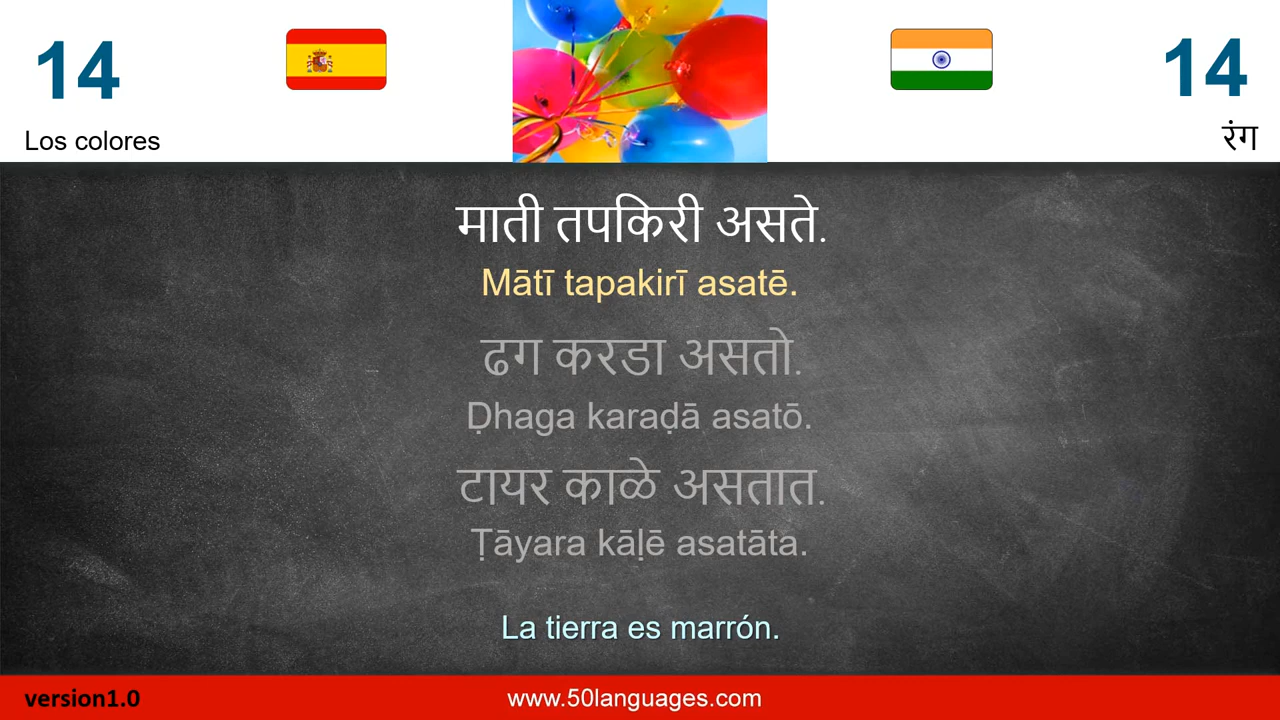 14
Los colores
14
रंग
माती तपकिरी असते.
Mātī tapakirī asatē.
ढग करडा असतो.
Ḍhaga karaḍā asatō.
टायर काळे असतात.
Ṭāyara kāḷē asatāta.
La tierra es marrón.
version1.0
www.50languages.com